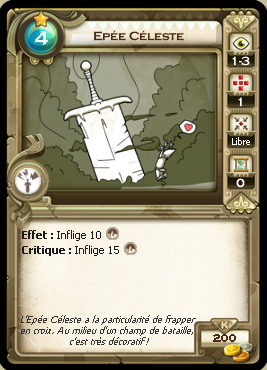 4
Epée Céleste
1-3
1
Libre
0
Effet : Inflige 10
Critique : Inflige 15
L'Epée Céleste a la particularité de frapper
en croix. Au milieu d'un champ de bataille,
c'est très décoratif !
K
200